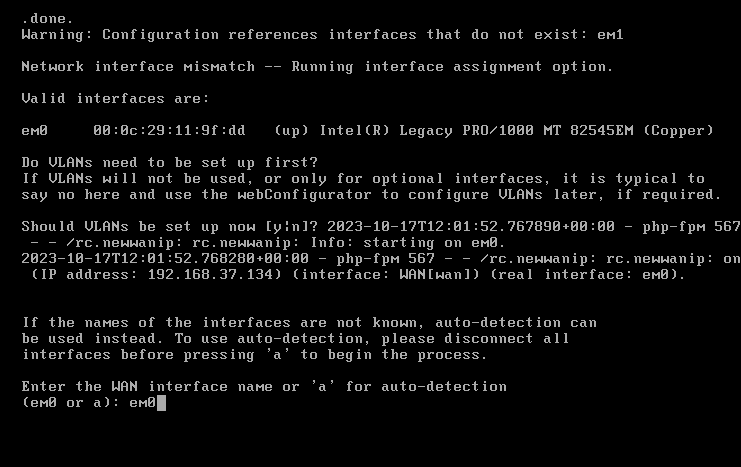 .done.
Warning: Configuration references interfaces that do not exist: em1
Network interface mismatch -- Running interface assignment option.
Valid interfaces are:
em0     00:0c:29:11:9f:dd   (up) Intel(R) Legacy PRO/1000 MT 82545EM (Copper)
Do VLANs need to be set up first?
If VLANs will not be used, or only for optional interfaces, it is typical to
say no here and use the webConfigurator to configure VLANs later, if required.
Should VLANs be set up now [y|n]? 2023-10-17T12:01:52.767890+00:00 - php-fpm 567
 - - /rc.newwanip: rc.newwanip: Info: starting on em0.
2023-10-17T12:01:52.768280+00:00 - php-fpm 567 - - /rc.newwanip: rc.newwanip: on
 (IP address: 192.168.37.134) (interface: WAN[wan]) (real interface: em0).
If the names of the interfaces are not known, auto-detection can
be used instead. To use auto-detection, please disconnect all
interfaces before pressing 'a' to begin the process.
Enter the WAN interface name or 'a' for auto-detection
(em0 or a): em0